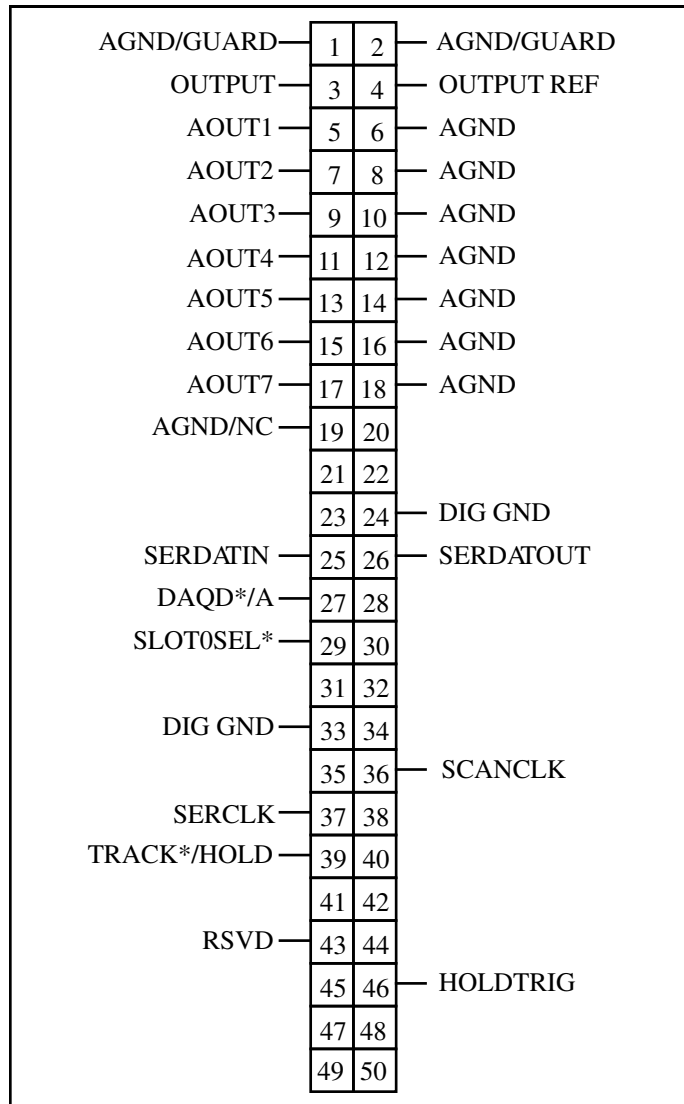 AGND/GUARD 1 2 AGND/GUARD
OUTPUT 3 4 OUTPUT REF
AOUT1 5 6 AGND
AOUT2 7 8 AGND
AOUT3 9 10 AGND
AOUT4 11 12 AGND
AOUT5 13 14 AGND
AOUT6 15 16 AGND
AOUT7 17 18 AGND
AGND/NC 19 20
21 22
23 24 DIG GND
SERDATIN 25 26 SERDATOUT
DAQD*/A 27 28
SLOT0SEL* 29 30
31 32
DIG GND 33 34
35 36 SCANCLK
SERCLK 37 38
TRACK*/HOLD 39 40
41 42
RSVD 43 44
45 46 HOLDTRIG
47 48
49 50